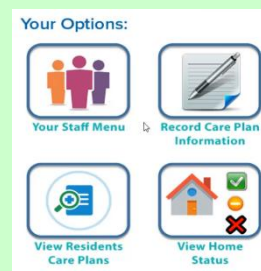 Your Options:
Your Staff Menu
Record Care Plan
Information
View Residents
Care Plans
View Home
Status